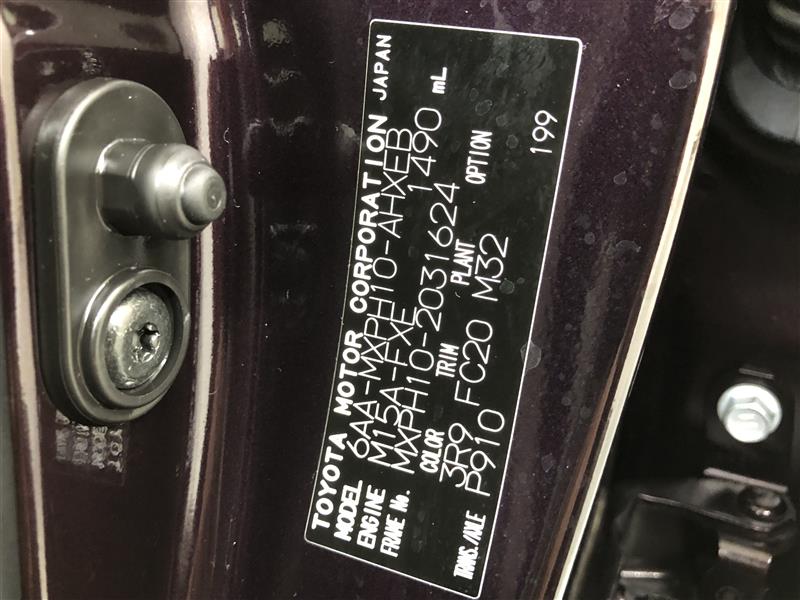 TOYOTA MOTOR CORPORATION JAPAN
MODEL 6AA-MXPH10-AHXEB
ENGINE M15A-FXE 1490 mL
FRAME No. MXPH10-2031624
COLOR TRIM PLANT OPTION
3R9 FC20 M32 199
TRANS./AXLE P910